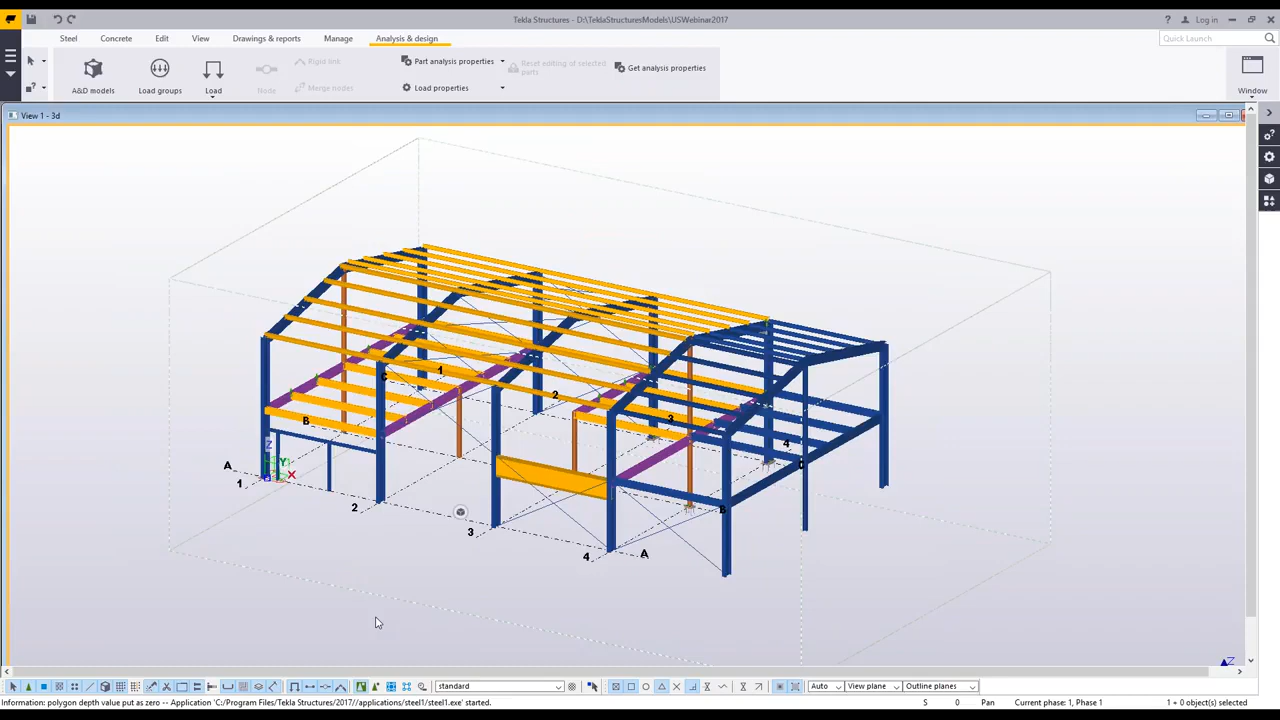 Tekla Structures - D:\TeklaStructuresModels\USWebinar2017
? Log in
Steel Concrete Edit View Drawings & reports Manage Analysis & design
Quick Launch
A&D models
Load groups
Load
Node
Rigid link
Merge nodes
Part analysis properties
Load properties
Reset editing of selected parts
Get analysis properties
Window
View 1 - 3d
C
1
2
B
3
4
A
1
Z
Y
X
2
B
3
4
A
Z
standard
Auto
View plane
Outline planes
Information: polygon depth value put as zero -- Application 'C:/Program Files/Tekla Structures/2017//applications/steel1/steel1.exe' started.
S 0 Pan Current phase: 1, Phase 1 1 + 0 object(s) selected